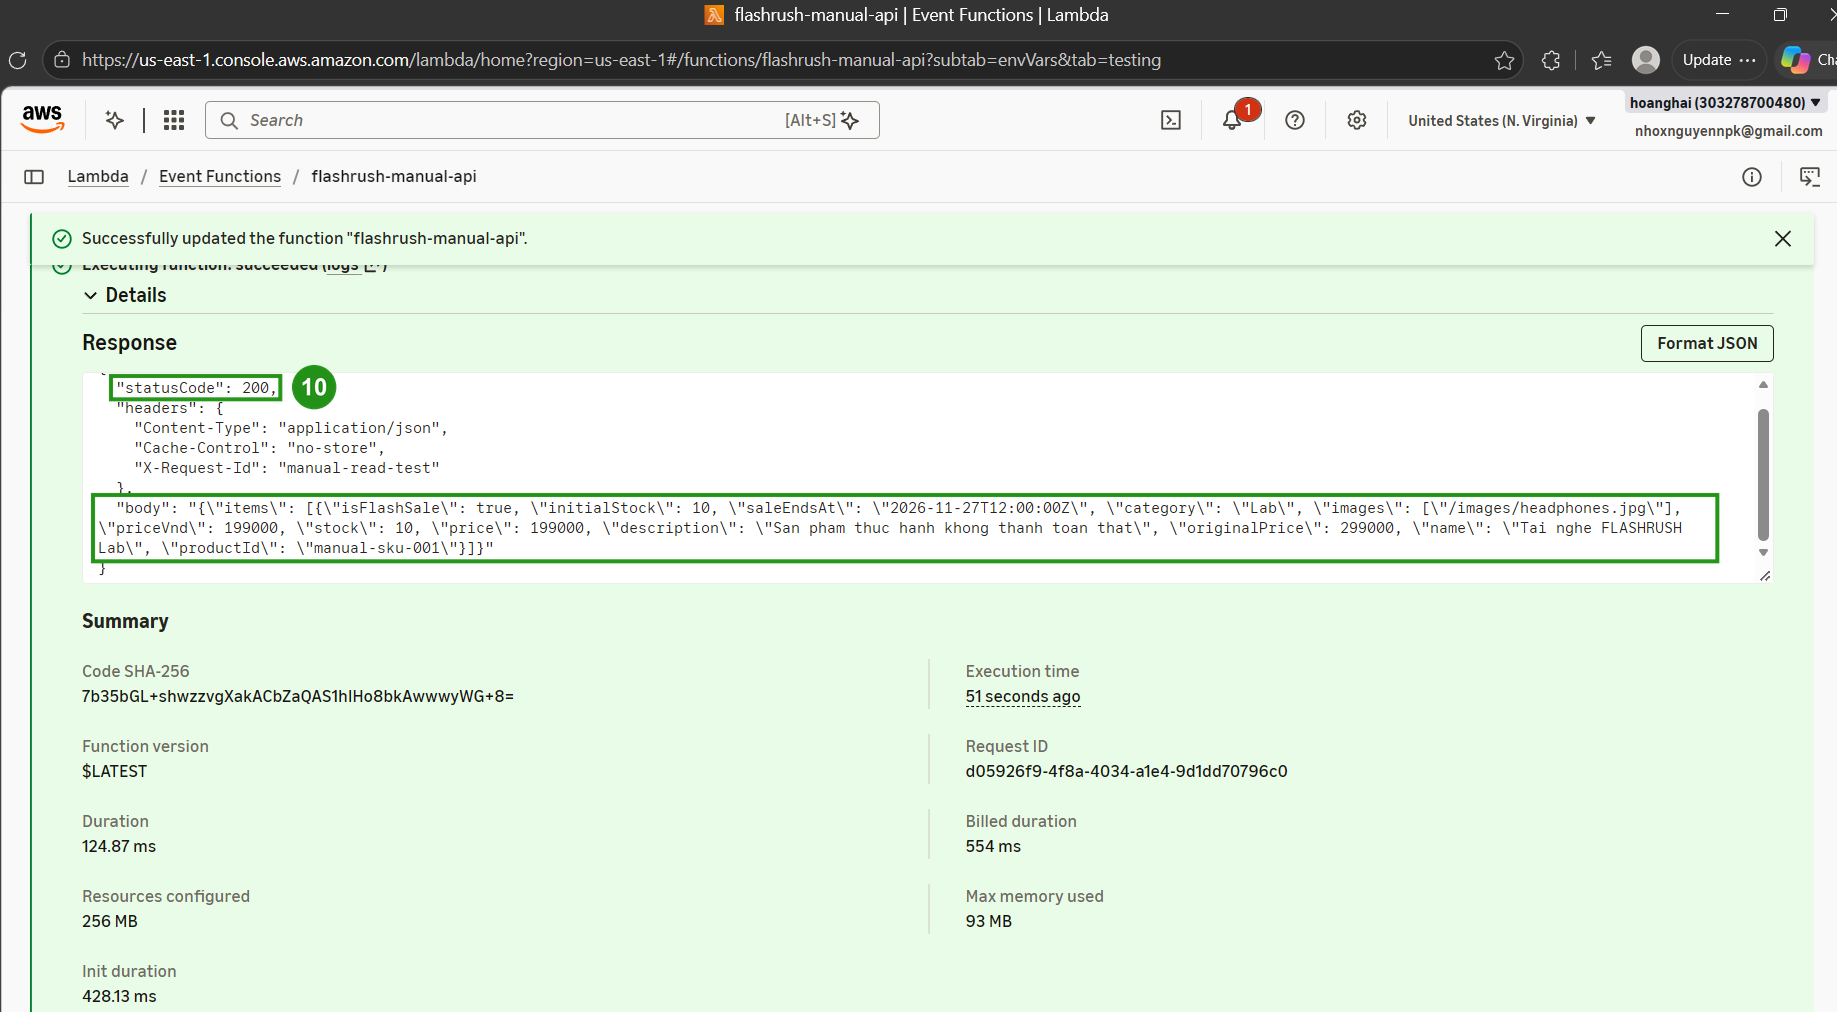 flashrush-manual-api | Event Functions | Lambda
https://us-east-1.console.aws.amazon.com/lambda/home?region=us-east-1#/functions/flashrush-manual-api?subtab=envVars&tab=testing
Update
Cha
aws
Search
[Alt+S]
1
United States (N. Virginia)
hoanghai (303278700480)
nhoxnguyennpk@gmail.com
Lambda / Event Functions / flashrush-manual-api
Successfully updated the function "flashrush-manual-api".
Executing function: succeeded (logs )
Details
Response
Format JSON
{
"statusCode": 200,
10
"headers": {
"Content-Type": "application/json",
"Cache-Control": "no-store",
"X-Request-Id": "manual-read-test"
},
"body": "{\"items\": [{\"isFlashSale\": true, \"initialStock\": 10, \"saleEndsAt\": \"2026-11-27T12:00:00Z\", \"category\": \"Lab\", \"images\": [\"/images/headphones.jpg\"],
\"priceVnd\": 199000, \"stock\": 10, \"price\": 199000, \"description\": \"San pham thuc hanh khong thanh toan that\", \"originalPrice\": 299000, \"name\": \"Tai nghe FLASHRUSH
Lab\", \"productId\": \"manual-sku-001\"}]}"
}
Summary
Code SHA-256
7b35bGL+shwzzvgXakACbZaQAS1hIHo8bkAwwwyWG+8=
Execution time
51 seconds ago
Function version
$LATEST
Request ID
d05926f9-4f8a-4034-a1e4-9d1dd70796c0
Duration
124.87 ms
Billed duration
554 ms
Resources configured
256 MB
Max memory used
93 MB
Init duration
428.13 ms